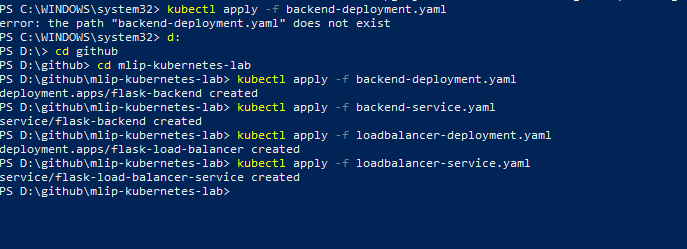 PS C:\WINDOWS\system32> kubectl apply -f backend-deployment.yaml
error: the path "backend-deployment.yaml" does not exist
PS C:\WINDOWS\system32> d:
PS D:\> cd github
PS D:\github> cd mlip-kubernetes-lab
PS D:\github\mlip-kubernetes-lab> kubectl apply -f backend-deployment.yaml
deployment.apps/flask-backend created
PS D:\github\mlip-kubernetes-lab> kubectl apply -f backend-service.yaml
service/flask-backend created
PS D:\github\mlip-kubernetes-lab> kubectl apply -f loadbalancer-deployment.yaml
deployment.apps/flask-load-balancer created
PS D:\github\mlip-kubernetes-lab> kubectl apply -f loadbalancer-service.yaml
service/flask-load-balancer-service created
PS D:\github\mlip-kubernetes-lab>